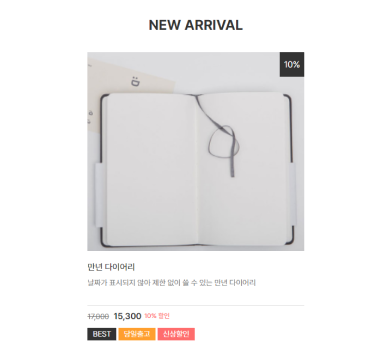 NEW ARRIVAL
10%
:D
만년 다이어리
날짜가 표시되지 않아 제한 없이 쓸 수 있는 만년 다이어리
17,000 15,300 10% 할인
BEST 당일출고 신상할인